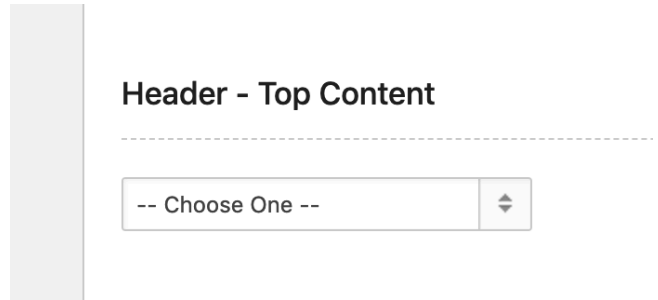 Header - Top Content
-- Choose One --